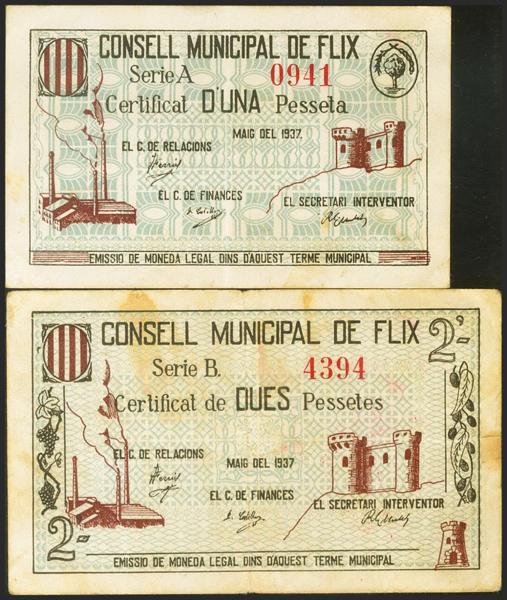 CONSELL MUNICIPAL DE FLIX
Serie A 0941
Certificat D'UNA Pesseta
MAIG DEL 1937.
EL C. DE RELACIONS
EL C. DE FINANCES
EL SECRETARI INTERVENTOR
EMISSIO DE MONEDA LEGAL DINS D'AQUEST TERME MUNICIPAL
CONSELL MUNICIPAL DE FLIX 2'-
Serie B. 4394
Certificat de DUES Pessetes
EL C. DE RELACIONS
MAIG DEL 1937
EL C. DE FINANCES
EL SECRETARI INTERVENTOR
2'-
EMISSIO DE MONEDA LEGAL DINS D'AQUEST TERME MUNICIPAL